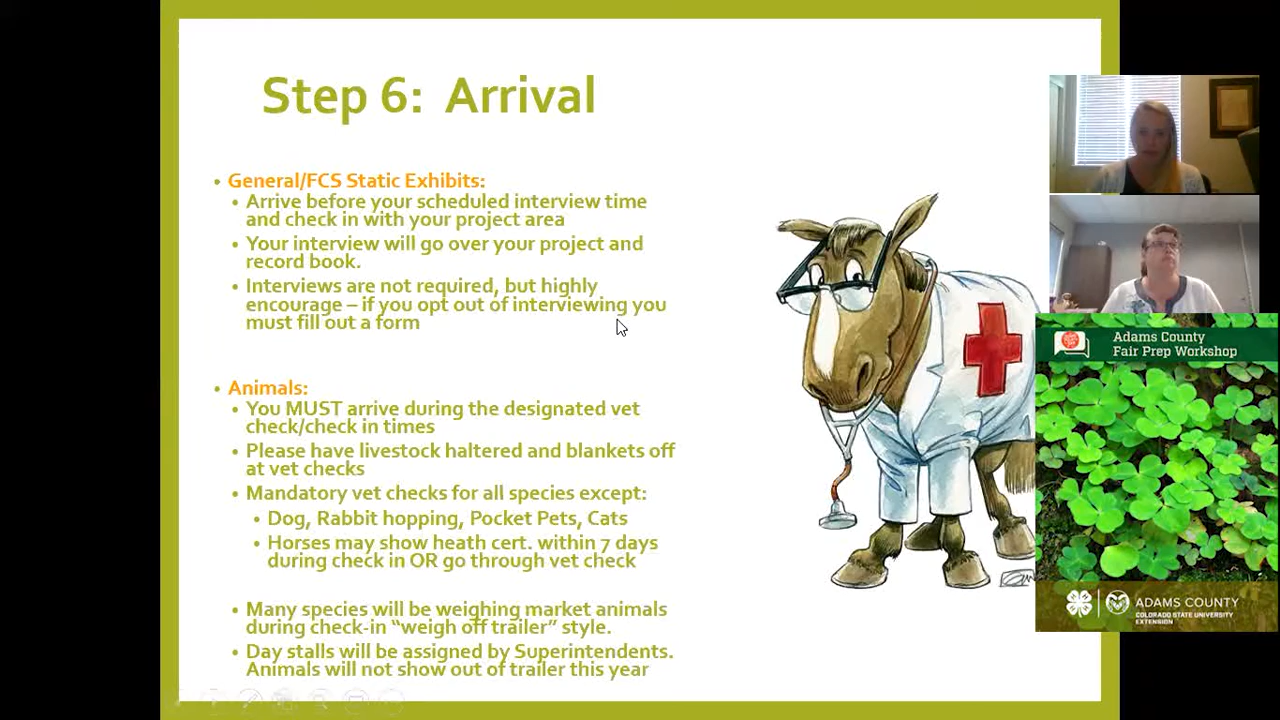 Step 6: Arrival
• General/FCS Static Exhibits:
• Arrive before your scheduled interview time
and check in with your project area
• Your interview will go over your project and
record book.
• Interviews are not required, but highly
encourage – if you opt out of interviewing you
must fill out a form
• Animals:
• You MUST arrive during the designated vet
check/check in times
• Please have livestock haltered and blankets off
at vet checks
• Mandatory vet checks for all species except:
• Dog, Rabbit hopping, Pocket Pets, Cats
• Horses may show heath cert. within 7 days
during check in OR go through vet check
• Many species will be weighing market animals
during check-in “weigh off trailer” style.
• Day stalls will be assigned by Superintendents.
Animals will not show out of trailer this year
Adams County
Fair Prep Workshop
ADAMS COUNTY
COLORADO STATE UNIVERSITY
EXTENSION